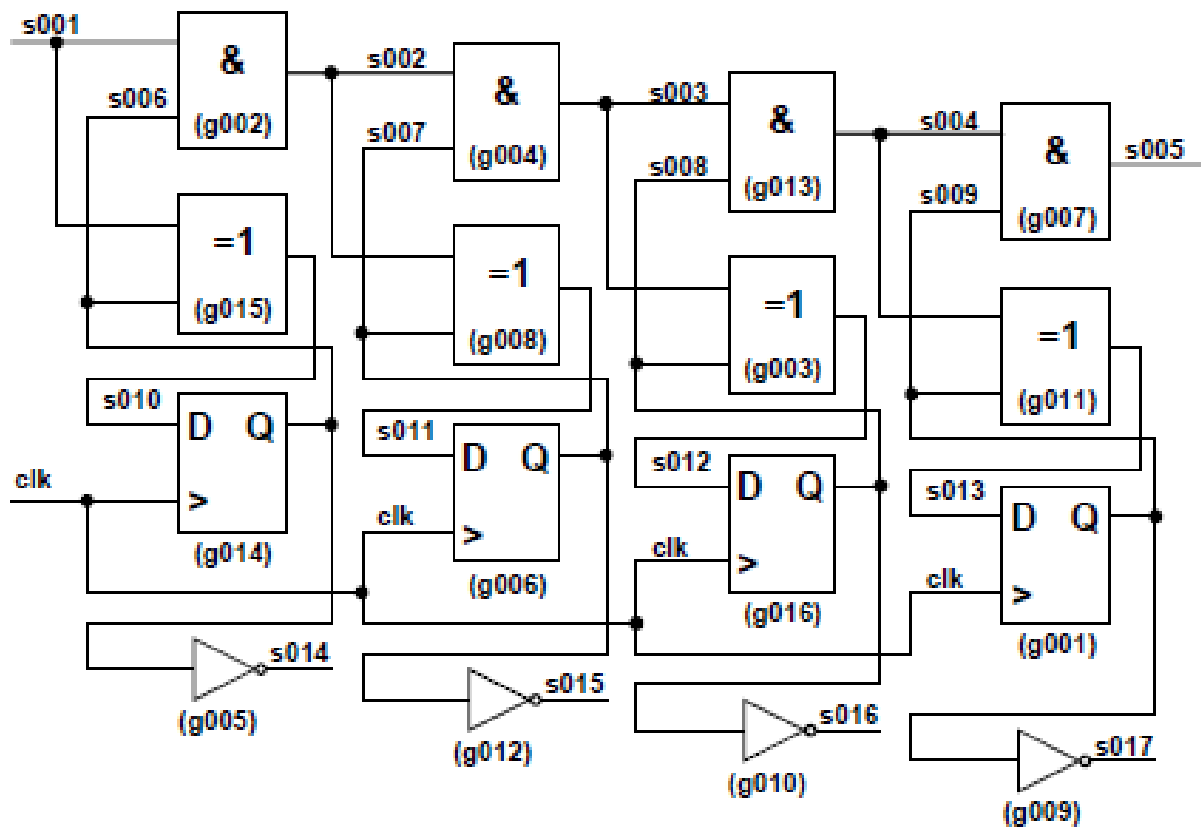 s001
&
s006
(g002)
s002
&
s007
(g004)
s003
&
s008
(g013)
s004
&
s009
(g007)
s005
=1
(g015)
=1
(g008)
=1
(g003)
=1
(g011)
s010
D Q
clk
>
(g014)
s011
D Q
clk
>
(g006)
s012
D Q
clk
>
(g016)
s013
D Q
clk
>
(g001)
s014
(g005)
s015
(g012)
s016
(g010)
s017
(g009)